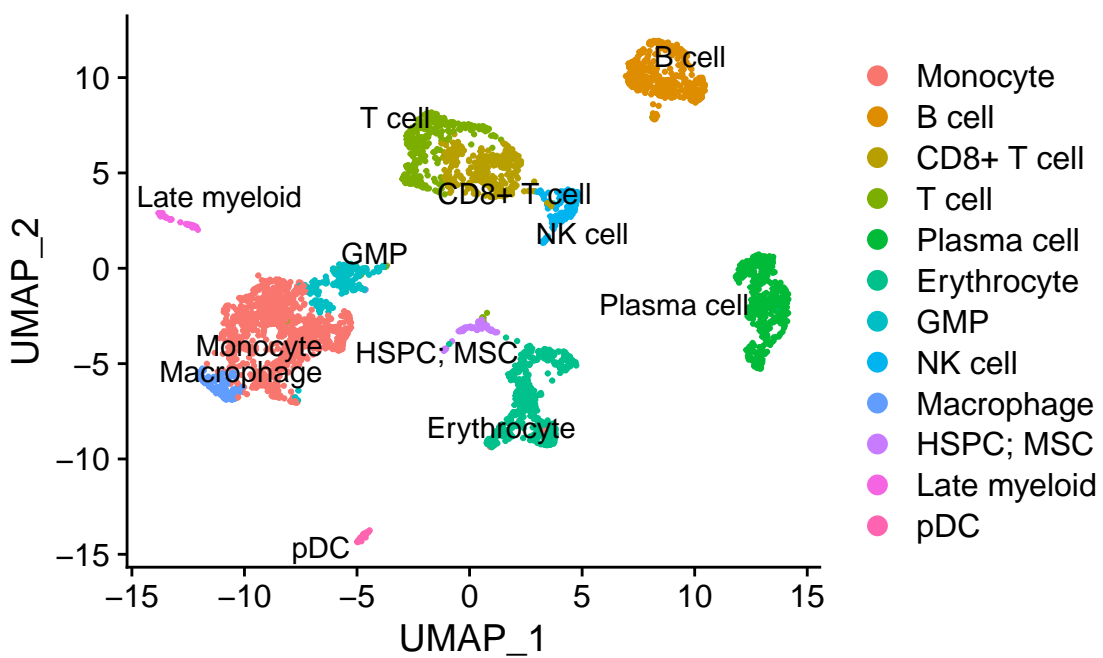 UMAP_2
10
5
0
−5
−10
−15
−15
−10
−5
0
5
10
15
UMAP_1
B cell
T cell
CD8+ T cell
Late myeloid
NK cell
GMP
Plasma cell
Monocyte
HSPC; MSC
Macrophage
Erythrocyte
pDC
Monocyte
B cell
CD8+ T cell
T cell
Plasma cell
Erythrocyte
GMP
NK cell
Macrophage
HSPC; MSC
Late myeloid
pDC